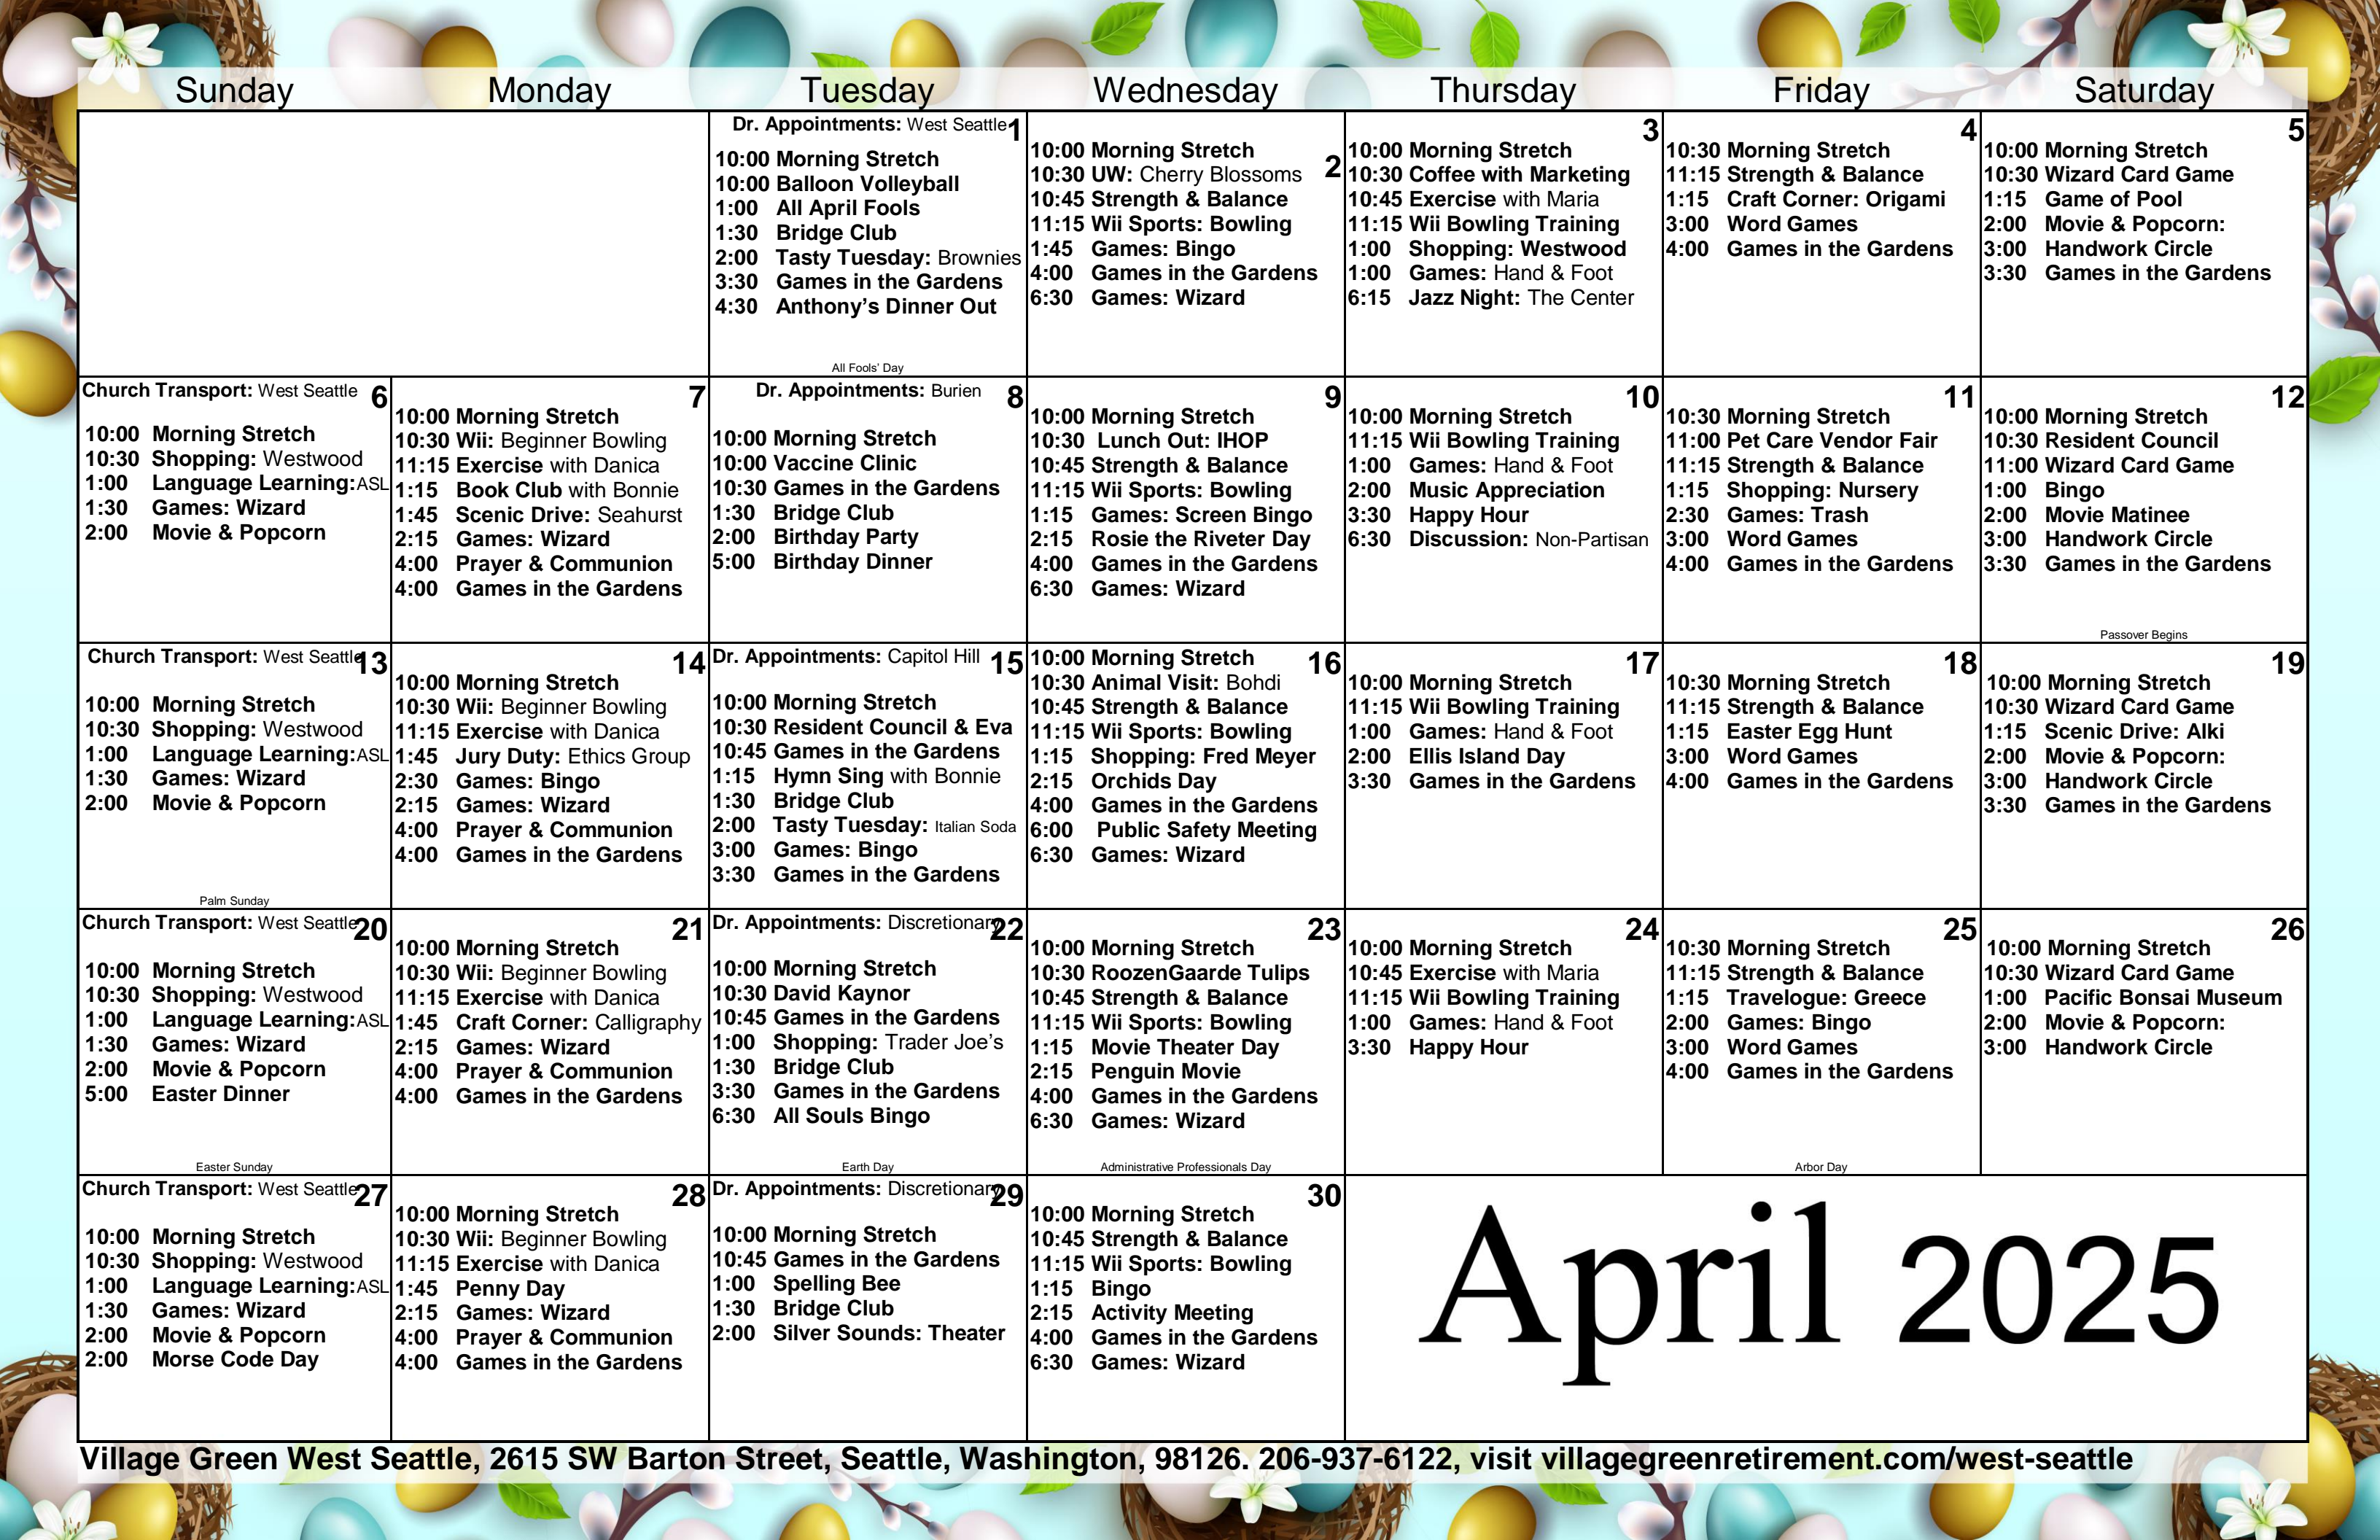 Sunday Monday Tuesday Wednesday Thursday Friday Saturday
Dr. Appointments: West Seattle 1
10:00 Morning Stretch
10:00 Balloon Volleyball
1:00 All April Fools
1:30 Bridge Club
2:00 Tasty Tuesday: Brownies
3:30 Games in the Gardens
4:30 Anthony’s Dinner Out
All Fools' Day
2
10:00 Morning Stretch
10:30 UW: Cherry Blossoms
10:45 Strength & Balance
11:15 Wii Sports: Bowling
1:45 Games: Bingo
4:00 Games in the Gardens
6:30 Games: Wizard
3
10:00 Morning Stretch
10:30 Coffee with Marketing
10:45 Exercise with Maria
11:15 Wii Bowling Training
1:00 Shopping: Westwood
1:00 Games: Hand & Foot
6:15 Jazz Night: The Center
4
10:30 Morning Stretch
11:15 Strength & Balance
1:15 Craft Corner: Origami
3:00 Word Games
4:00 Games in the Gardens
5
10:00 Morning Stretch
10:30 Wizard Card Game
1:15 Game of Pool
2:00 Movie & Popcorn:
3:00 Handwork Circle
3:30 Games in the Gardens
Church Transport: West Seattle 6
10:00 Morning Stretch
10:30 Shopping: Westwood
1:00 Language Learning:ASL
1:30 Games: Wizard
2:00 Movie & Popcorn
7
10:00 Morning Stretch
10:30 Wii: Beginner Bowling
11:15 Exercise with Danica
1:15 Book Club with Bonnie
1:45 Scenic Drive: Seahurst
2:15 Games: Wizard
4:00 Prayer & Communion
4:00 Games in the Gardens
Dr. Appointments: Burien 8
10:00 Morning Stretch
10:00 Vaccine Clinic
10:30 Games in the Gardens
1:30 Bridge Club
2:00 Birthday Party
5:00 Birthday Dinner
9
10:00 Morning Stretch
10:30 Lunch Out: IHOP
10:45 Strength & Balance
11:15 Wii Sports: Bowling
1:15 Games: Screen Bingo
2:15 Rosie the Riveter Day
4:00 Games in the Gardens
6:30 Games: Wizard
10
10:00 Morning Stretch
11:15 Wii Bowling Training
1:00 Games: Hand & Foot
2:00 Music Appreciation
3:30 Happy Hour
6:30 Discussion: Non-Partisan
11
10:30 Morning Stretch
11:00 Pet Care Vendor Fair
11:15 Strength & Balance
1:15 Shopping: Nursery
2:30 Games: Trash
3:00 Word Games
4:00 Games in the Gardens
12
10:00 Morning Stretch
10:30 Resident Council
11:00 Wizard Card Game
1:00 Bingo
2:00 Movie Matinee
3:00 Handwork Circle
3:30 Games in the Gardens
Passover Begins
Church Transport: West Seattle 13
10:00 Morning Stretch
10:30 Shopping: Westwood
1:00 Language Learning:ASL
1:30 Games: Wizard
2:00 Movie & Popcorn
Palm Sunday
14
10:00 Morning Stretch
10:30 Wii: Beginner Bowling
11:15 Exercise with Danica
1:45 Jury Duty: Ethics Group
2:30 Games: Bingo
2:15 Games: Wizard
4:00 Prayer & Communion
4:00 Games in the Gardens
Dr. Appointments: Capitol Hill 15
10:00 Morning Stretch
10:30 Resident Council & Eva
10:45 Games in the Gardens
1:15 Hymn Sing with Bonnie
1:30 Bridge Club
2:00 Tasty Tuesday: Italian Soda
3:00 Games: Bingo
3:30 Games in the Gardens
16
10:00 Morning Stretch
10:30 Animal Visit: Bohdi
10:45 Strength & Balance
11:15 Wii Sports: Bowling
1:15 Shopping: Fred Meyer
2:15 Orchids Day
4:00 Games in the Gardens
6:00 Public Safety Meeting
6:30 Games: Wizard
17
10:00 Morning Stretch
11:15 Wii Bowling Training
1:00 Games: Hand & Foot
2:00 Ellis Island Day
3:30 Games in the Gardens
18
10:30 Morning Stretch
11:15 Strength & Balance
1:15 Easter Egg Hunt
3:00 Word Games
4:00 Games in the Gardens
19
10:00 Morning Stretch
10:30 Wizard Card Game
1:15 Scenic Drive: Alki
2:00 Movie & Popcorn:
3:00 Handwork Circle
3:30 Games in the Gardens
Church Transport: West Seattle 20
10:00 Morning Stretch
10:30 Shopping: Westwood
1:00 Language Learning:ASL
1:30 Games: Wizard
2:00 Movie & Popcorn
5:00 Easter Dinner
Easter Sunday
21
10:00 Morning Stretch
10:30 Wii: Beginner Bowling
11:15 Exercise with Danica
1:45 Craft Corner: Calligraphy
2:15 Games: Wizard
4:00 Prayer & Communion
4:00 Games in the Gardens
Dr. Appointments: Discretionary 22
10:00 Morning Stretch
10:30 David Kaynor
10:45 Games in the Gardens
1:00 Shopping: Trader Joe’s
1:30 Bridge Club
3:30 Games in the Gardens
6:30 All Souls Bingo
Earth Day
23
10:00 Morning Stretch
10:30 RoozenGaarde Tulips
10:45 Strength & Balance
11:15 Wii Sports: Bowling
1:15 Movie Theater Day
2:15 Penguin Movie
4:00 Games in the Gardens
6:30 Games: Wizard
Administrative Professionals Day
24
10:00 Morning Stretch
10:45 Exercise with Maria
11:15 Wii Bowling Training
1:00 Games: Hand & Foot
3:30 Happy Hour
25
10:30 Morning Stretch
11:15 Strength & Balance
1:15 Travelogue: Greece
2:00 Games: Bingo
3:00 Word Games
4:00 Games in the Gardens
Arbor Day
26
10:00 Morning Stretch
10:30 Wizard Card Game
1:00 Pacific Bonsai Museum
2:00 Movie & Popcorn:
3:00 Handwork Circle
Church Transport: West Seattle 27
10:00 Morning Stretch
10:30 Shopping: Westwood
1:00 Language Learning:ASL
1:30 Games: Wizard
2:00 Movie & Popcorn
2:00 Morse Code Day
28
10:00 Morning Stretch
10:30 Wii: Beginner Bowling
11:15 Exercise with Danica
1:45 Penny Day
2:15 Games: Wizard
4:00 Prayer & Communion
4:00 Games in the Gardens
Dr. Appointments: Discretionary 29
10:00 Morning Stretch
10:45 Games in the Gardens
1:00 Spelling Bee
1:30 Bridge Club
2:00 Silver Sounds: Theater
30
10:00 Morning Stretch
10:45 Strength & Balance
11:15 Wii Sports: Bowling
1:15 Bingo
2:15 Activity Meeting
4:00 Games in the Gardens
6:30 Games: Wizard
April 2025
Village Green West Seattle, 2615 SW Barton Street, Seattle, Washington, 98126. 206-937-6122, visit villagegreenretirement.com/west-seattle